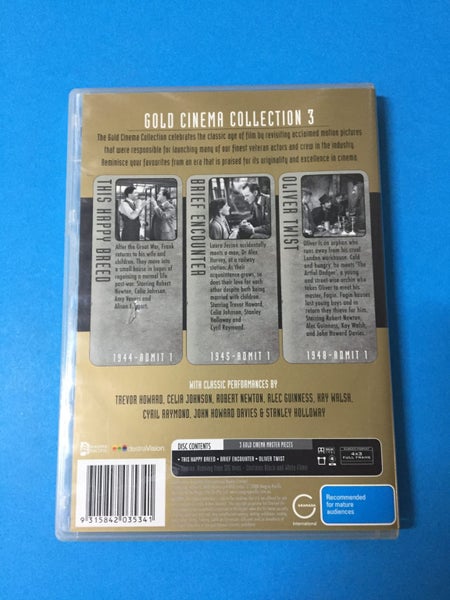 GOLD CINEMA COLLECTION 3
The Gold Cinema Collection celebrates the classic age of film by revisiting acclaimed motion pictures
that were responsible for launching many of our finest veteran actors and crew in the industry.
Reminisce your favourites from an era that is praised for its originality and excellence in cinema.
THIS HAPPY BREED
After the Great War, Frank
returns to his wife and
children. They move into
a small house in hopes of
regaining a normal life
post-war. Starring Robert
Newton, Celia Johnson,
Amy Veness and
Alison
1944-ADMIT 1
BRIEF ENCOUNTER
Laura Jesson accidentally
meets a man, Dr Alec
Harvey, at a railway
station. As their
acquaintance grows, so
does their love for each
other despite both being
married with children.
Starring Trevor Howard,
Celia Johnson, Stanley
Holloway and
Cyril Raymond.
1945-ADMIT 1
OLIVER TWIST
Oliver is an orphan who
runs away from his cruel
London workhouse. Cold
and hungry, he meets 'The
Artful Dodger', a young
and street-wise orphan who
takes Oliver to meet his
master, Fagin. Fagin houses
lost young boys and in
return they thieve for him.
Starring Robert Newton,
Alec Guinness, Kay Walsh,
and John Howard Davies.
1948-ADMIT 1
WITH CLASSIC PERFORMANCES BY
TREVOR HOWARD, CELIA JOHNSON, ROBERT NEWTON, ALEC GUINNESS, KAY WALSH,
CYRIL RAYMOND, JOHN HOWARD DAVIES & STANLEY HOLLOWAY
destraVision
DISC CONTENTS
3 GOLD CINEMA MASTER PIECES
• THIS HAPPY BREED • BRIEF ENCOUNTER • OLIVER TWIST
4x3
FULL FRAME
9 315842 035341
GRANADA
International
Recommended
for mature
audiences